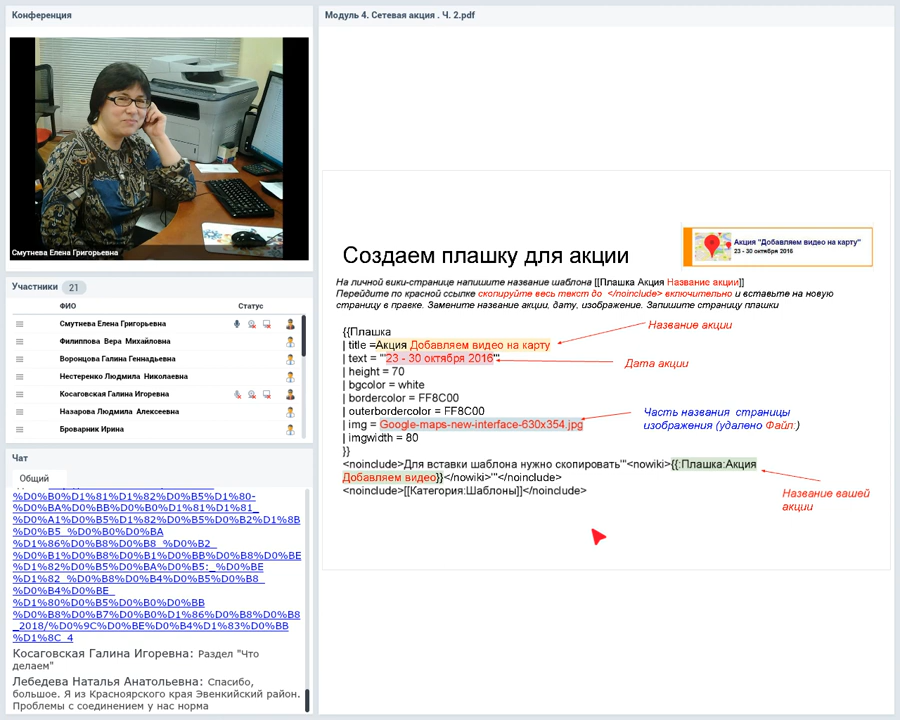 Конференция
Смутнева Елена Григорьевна
Участники 21
ФИО Статус
Смутнева Елена Григорьевна
Филиппова Вера Михайловна
Воронцова Галина Геннадьевна
Нестеренко Людмила Николаевна
Косаговская Галина Игоревна
Назарова Людмила Алексеевна
Броварник Ирина
Чат
Общий
%D0%B0%D1%81%D1%82%D0%B5%D1%80-
%D0%BA%D0%BB%D0%B0%D1%81%D1%81_
%D0%A1%D0%B5%D1%82%D0%B5%D0%B2%D1%8B
%D0%B5_%D0%B0%D0%BA
%D1%86%D0%B8%D0%B8_%D0%B2_
%D0%B1%D0%B8%D0%B1%D0%BB%D0%B8%D0%BE
%D1%82%D0%B5%D0%BA%D0%B5:_%D0%BE
%D1%82_%D0%B8%D0%B4%D0%B5%D0%B8_
%D0%B4%D0%BE_
%D1%80%D0%B5%D0%B0%D0%BB
%D0%B8%D0%B7%D0%B0%D1%86%D0%B8%D0%B8
_2018/%D0%9C%D0%BE%D0%B4%D1%83%D0%BB
%D1%8C_4
Косаговская Галина Игоревна: Раздел "Что
делаем"
Лебедева Наталья Анатольевна: Спасибо,
большое. Я из Красноярского края Эвенкийский район.
Проблемы с соединением у нас норма
Модуль 4. Сетевая акция . Ч. 2.pdf
Создаем плашку для акции
Акция "Добавляем видео на карту"
23 - 30 октября 2016
На личной вики-странице напишите название шаблона [[Плашка Акция Название акции]]
Перейдите по красной ссылке скопируйте весь текст до </noinclude> включительно и вставьте на новую
страницу в правке. Замените название акции, дату, изображение. Запишите страницу плашки
{{Плашка
| title =Акция Добавляем видео на карту
| text = '''23 - 30 октября 2016'''
| height = 70
| bgcolor = white
| bordercolor = FF8C00
| outerbordercolor = FF8C00
| img = Google-maps-new-interface-630x354.jpg
| imgwidth = 80
}}
<noinclude>Для вставки шаблона нужно скопировать'''<nowiki>{{:Плашка:Акция
Добавляем видео}}</nowiki>'''</noinclude>
<noinclude>[[Категория:Шаблоны]]</noinclude>
Название акции
Дата акции
Часть названия страницы
изображения (удалено Файл:)
Название вашей
акции